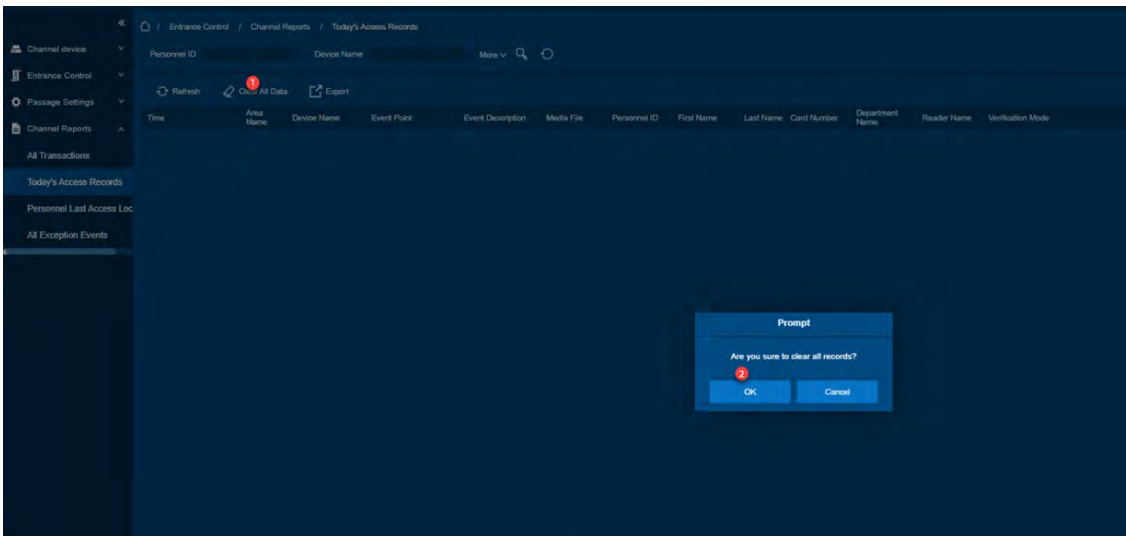 «
/ Entrance Control / Channel Reports / Today's Access Records
Channel device
Personnel ID Device Name More
Entrance Control
1
Refresh Clear All Data Export
Passage Settings
Time Area Name Device Name Event Point Event Description Media File Personnel ID First Name Last Name Card Number Department Name Reader Name Verification Mode
Channel Reports
All Transactions
Today's Access Records
Personnel Last Access Loc
All Exception Events
Prompt
Are you sure to clear all records?
2
OK Cancel